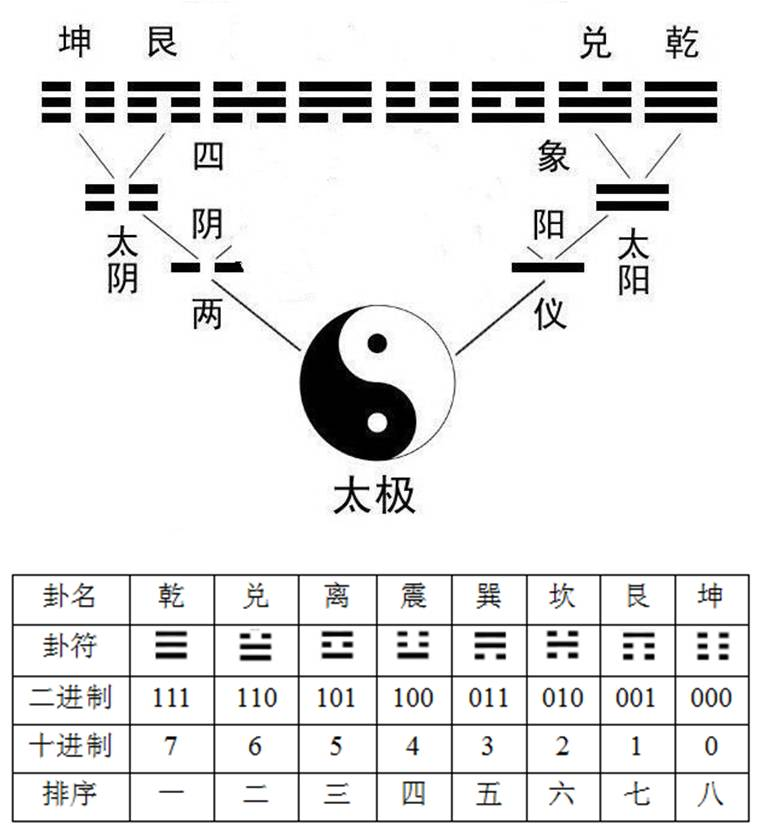 坤 艮 兑 乾
四 象
阴 阳
太阴 太阳
两 仪
太极
卦名 乾 兑 离 震 巽 坎 艮 坤
卦符
二进制 111 110 101 100 011 010 001 000
十进制 7 6 5 4 3 2 1 0
排序 一 二 三 四 五 六 七 八